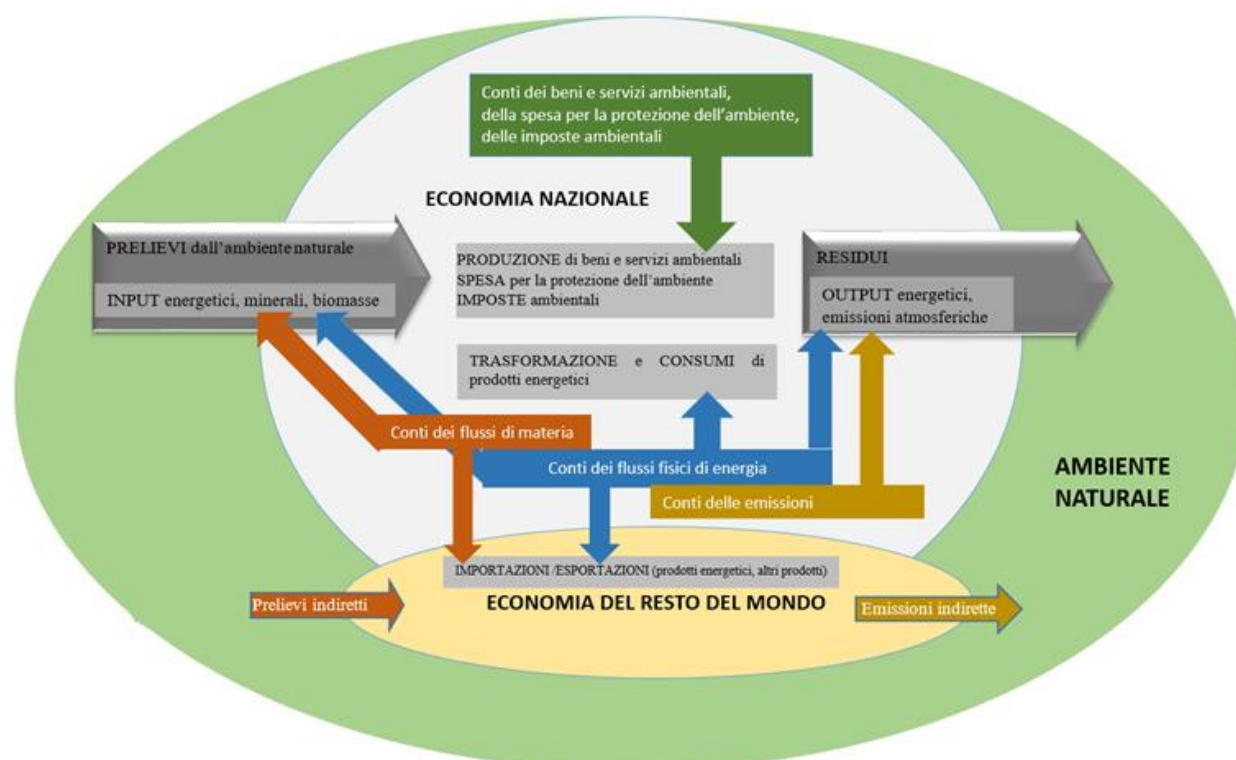 Conti dei beni e servizi ambientali,
della spesa per la protezione dell'ambiente,
delle imposte ambientali
ECONOMIA NAZIONALE
PRELIEVI dall'ambiente naturale
INPUT energetici, minerali, biomasse
PRODUZIONE di beni e servizi ambientali
SPESA per la protezione dell'ambiente
IMPOSTE ambientali
RESIDUI
OUTPUT energetici,
emissioni atmosferiche
TRASFORMAZIONE e CONSUMI di
prodotti energetici
Conti dei flussi di materia
Conti dei flussi fisici di energia
Conti delle emissioni
AMBIENTE
NATURALE
IMPORTAZIONI /ESPORTAZIONI (prodotti energetici, altri prodotti)
Prelievi indiretti
ECONOMIA DEL RESTO DEL MONDO
Emissioni indirette